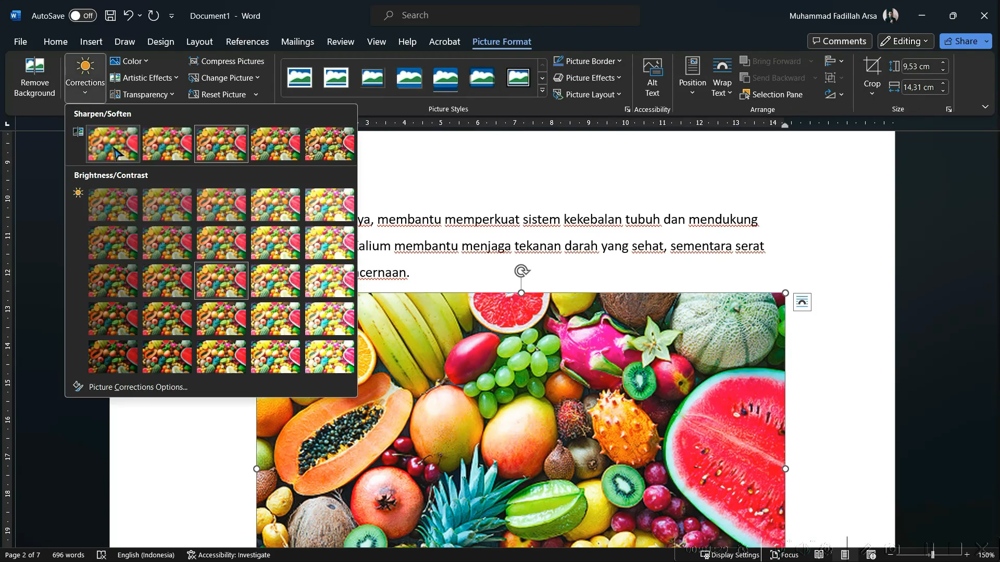 AutoSave Off Document1 - Word Search Muhammad Fadillah Arsa
File Home Insert Draw Design Layout References Mailings Review View Help Acrobat Picture Format Comments Editing Share
Remove Background
Corrections
Color
Artistic Effects
Transparency
Compress Pictures
Change Picture
Reset Picture
Picture Border
Picture Effects
Picture Layout
Alt Text
Position
Wrap Text
Bring Forward
Send Backward
Selection Pane
Crop
9,53 cm
14,31 cm
Picture Styles Accessibility Arrange Size
Sharpen/Soften
3 4 5 6 7 8 9 10 11 12 13 14
Brightness/Contrast
Picture Corrections Options...
9
10
11
12
13
14
15
16
17
18
19
ya, membantu memperkuat sistem kekebalan tubuh dan mendukung
alium membantu menjaga tekanan darah yang sehat, sementara serat
cernaan.
Page 2 of 7 696 words English (Indonesia) Accessibility: Investigate Display Settings Focus 150%